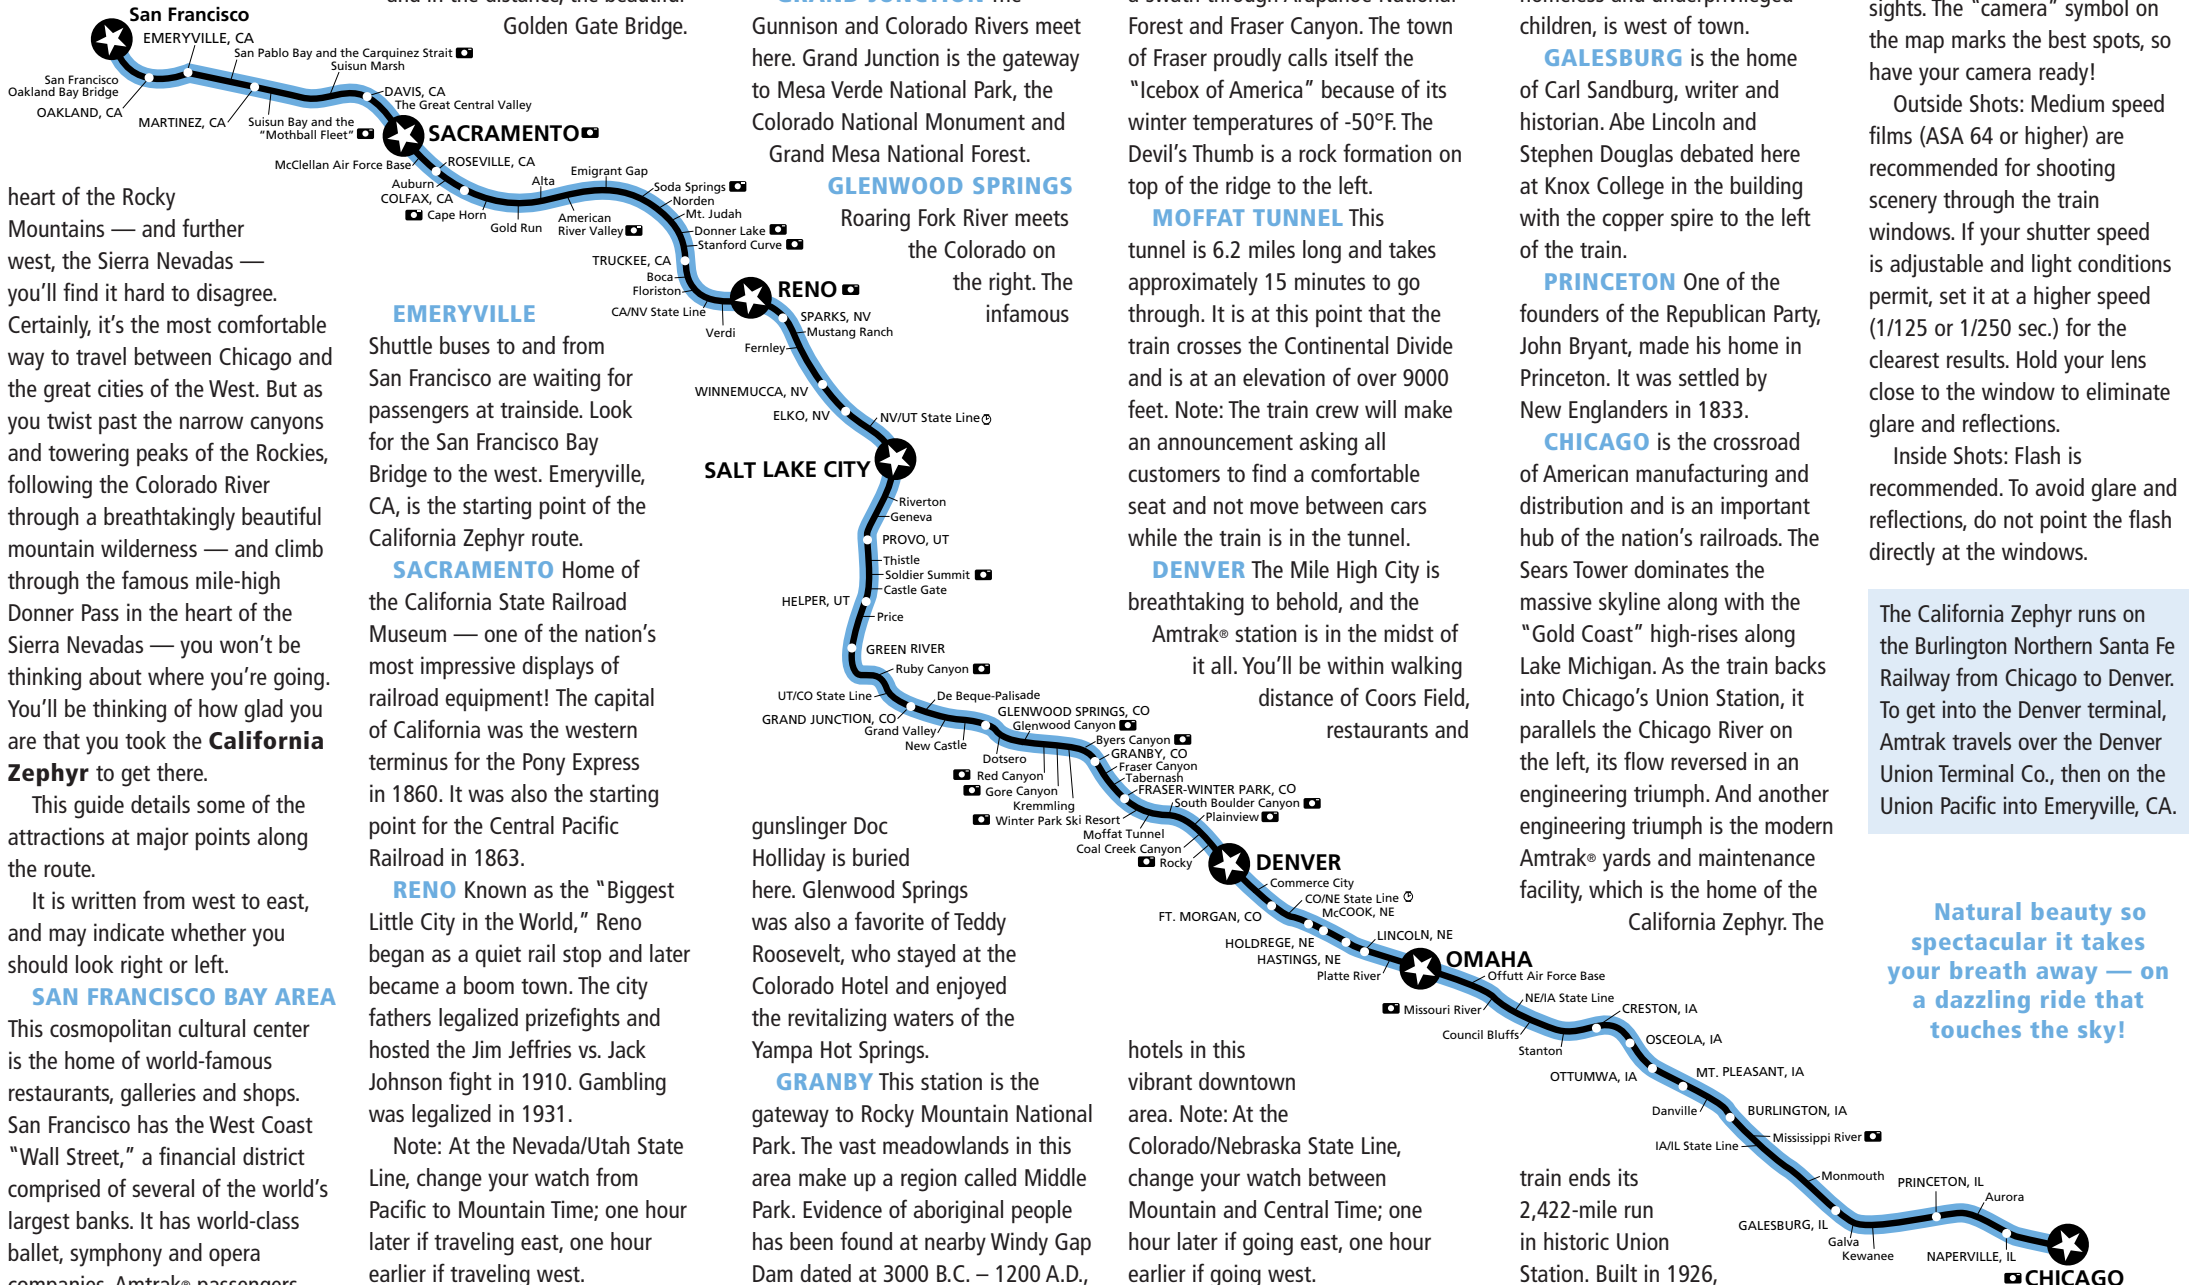 San Francisco
EMERYVILLE, CA
San Pablo Bay and the Carquinez Strait
Suisun Marsh
San Francisco
Oakland Bay Bridge
OAKLAND, CA
MARTINEZ, CA
Suisun Bay and the
“Mothball Fleet”
DAVIS, CA
The Great Central Valley
SACRAMENTO
McClellan Air Force Base
ROSEVILLE, CA
Auburn
COLFAX, CA
Cape Horn
Gold Run
Alta
American
River Valley
Emigrant Gap
Soda Springs
Norden
Mt. Judah
Donner Lake
Stanford Curve
TRUCKEE, CA
Boca
Floriston
CA/NV State Line
Verdi
RENO
SPARKS, NV
Mustang Ranch
Fernley
WINNEMUCCA, NV
ELKO, NV
NV/UT State Line
SALT LAKE CITY
Riverton
Geneva
PROVO, UT
Thistle
Soldier Summit
Castle Gate
HELPER, UT
Price
GREEN RIVER
Ruby Canyon
UT/CO State Line
De Beque-Palisade
GRAND JUNCTION, CO
Grand Valley
New Castle
GLENWOOD SPRINGS, CO
Glenwood Canyon
Dotsero
Red Canyon
Gore Canyon
Kremmling
Byers Canyon
GRANBY, CO
Fraser Canyon
Tabernash
FRASER-WINTER PARK, CO
Winter Park Ski Resort
South Boulder Canyon
Moffat Tunnel
Plainview
Coal Creek Canyon
Rocky
DENVER
Commerce City
FT. MORGAN, CO
CO/NE State Line
McCOOK, NE
HOLDREGE, NE
HASTINGS, NE
LINCOLN, NE
Platte River
OMAHA
Offutt Air Force Base
Missouri River
NE/IA State Line
Council Bluffs
Stanton
CRESTON, IA
OSCEOLA, IA
OTTUMWA, IA
MT. PLEASANT, IA
Danville
BURLINGTON, IA
Mississippi River
IA/IL State Line
Monmouth
GALESBURG, IL
Galva
Kewanee
PRINCETON, IL
Aurora
NAPERVILLE, IL
CHICAGO
heart of the Rocky
Mountains — and further
west, the Sierra Nevadas —
you’ll find it hard to disagree.
Certainly, it’s the most comfortable
way to travel between Chicago and
the great cities of the West. But as
you twist past the narrow canyons
and towering peaks of the Rockies,
following the Colorado River
through a breathtakingly beautiful
mountain wilderness — and climb
through the famous mile-high
Donner Pass in the heart of the
Sierra Nevadas — you won’t be
thinking about where you’re going.
You’ll be thinking of how glad you
are that you took the California
Zephyr to get there.
This guide details some of the
attractions at major points along
the route.
It is written from west to east,
and may indicate whether you
should look right or left.
SAN FRANCISCO BAY AREA
This cosmopolitan cultural center
is the home of world-famous
restaurants, galleries and shops.
San Francisco has the West Coast
“Wall Street,” a financial district
comprised of several of the world’s
largest banks. It has world-class
ballet, symphony and opera
companies. Amtrak® passengers
and in the distance, the beautiful
Golden Gate Bridge.
EMERYVILLE
Shuttle buses to and from
San Francisco are waiting for
passengers at trainside. Look
for the San Francisco Bay
Bridge to the west. Emeryville,
CA, is the starting point of the
California Zephyr route.
SACRAMENTO Home of
the California State Railroad
Museum — one of the nation’s
most impressive displays of
railroad equipment! The capital
of California was the western
terminus for the Pony Express
in 1860. It was also the starting
point for the Central Pacific
Railroad in 1863.
RENO Known as the “Biggest
Little City in the World,” Reno
began as a quiet rail stop and later
became a boom town. The city
fathers legalized prizefights and
hosted the Jim Jeffries vs. Jack
Johnson fight in 1910. Gambling
was legalized in 1931.
Note: At the Nevada/Utah State
Line, change your watch from
Pacific to Mountain Time; one hour
later if traveling east, one hour
earlier if traveling west.
GRAND JUNCTION The
Gunnison and Colorado Rivers meet
here. Grand Junction is the gateway
to Mesa Verde National Park, the
Colorado National Monument and
Grand Mesa National Forest.
GLENWOOD SPRINGS
Roaring Fork River meets
the Colorado on
the right. The
infamous
gunslinger Doc
Holliday is buried
here. Glenwood Springs
was also a favorite of Teddy
Roosevelt, who stayed at the
Colorado Hotel and enjoyed
the revitalizing waters of the
Yampa Hot Springs.
GRANBY This station is the
gateway to Rocky Mountain National
Park. The vast meadowlands in this
area make up a region called Middle
Park. Evidence of aboriginal people
has been found at nearby Windy Gap
Dam dated at 3000 B.C. – 1200 A.D.,
a swath through Arapahoe National
Forest and Fraser Canyon. The town
of Fraser proudly calls itself the
“Icebox of America” because of its
winter temperatures of -50°F. The
Devil’s Thumb is a rock formation on
top of the ridge to the left.
MOFFAT TUNNEL This
tunnel is 6.2 miles long and takes
approximately 15 minutes to go
through. It is at this point that the
train crosses the Continental Divide
and is at an elevation of over 9000
feet. Note: The train crew will make
an announcement asking all
customers to find a comfortable
seat and not move between cars
while the train is in the tunnel.
DENVER The Mile High City is
breathtaking to behold, and the
Amtrak® station is in the midst of
it all. You’ll be within walking
distance of Coors Field,
restaurants and
hotels in this
vibrant downtown
area. Note: At the
Colorado/Nebraska State Line,
change your watch between
Mountain and Central Time; one
hour later if going east, one hour
earlier if going west.
homeless and underprivileged
children, is west of town.
GALESBURG is the home
of Carl Sandburg, writer and
historian. Abe Lincoln and
Stephen Douglas debated here
at Knox College in the building
with the copper spire to the left
of the train.
PRINCETON One of the
founders of the Republican Party,
John Bryant, made his home in
Princeton. It was settled by
New Englanders in 1833.
CHICAGO is the crossroad
of American manufacturing and
distribution and is an important
hub of the nation’s railroads. The
Sears Tower dominates the
massive skyline along with the
“Gold Coast” high-rises along
Lake Michigan. As the train backs
into Chicago’s Union Station, it
parallels the Chicago River on
the left, its flow reversed in an
engineering triumph. And another
engineering triumph is the modern
Amtrak® yards and maintenance
facility, which is the home of the
California Zephyr. The
train ends its
2,422-mile run
in historic Union
Station. Built in 1926,
sights. The “camera” symbol on
the map marks the best spots, so
have your camera ready!
Outside Shots: Medium speed
films (ASA 64 or higher) are
recommended for shooting
scenery through the train
windows. If your shutter speed
is adjustable and light conditions
permit, set it at a higher speed
(1/125 or 1/250 sec.) for the
clearest results. Hold your lens
close to the window to eliminate
glare and reflections.
Inside Shots: Flash is
recommended. To avoid glare and
reflections, do not point the flash
directly at the windows.
The California Zephyr runs on
the Burlington Northern Santa Fe
Railway from Chicago to Denver.
To get into the Denver terminal,
Amtrak travels over the Denver
Union Terminal Co., then on the
Union Pacific into Emeryville, CA.
Natural beauty so
spectacular it takes
your breath away — on
a dazzling ride that
touches the sky!